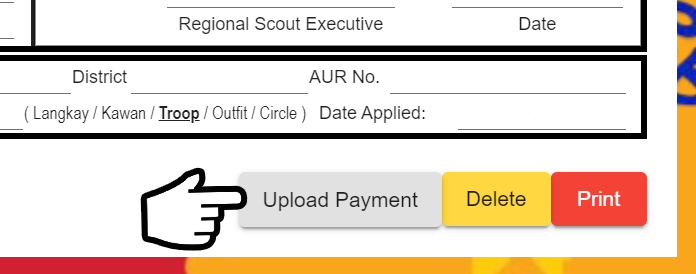 Regional Scout Executive Date
District AUR No.
( Langkay / Kawan / Troop / Outfit / Circle ) Date Applied:
Upload Payment Delete Print